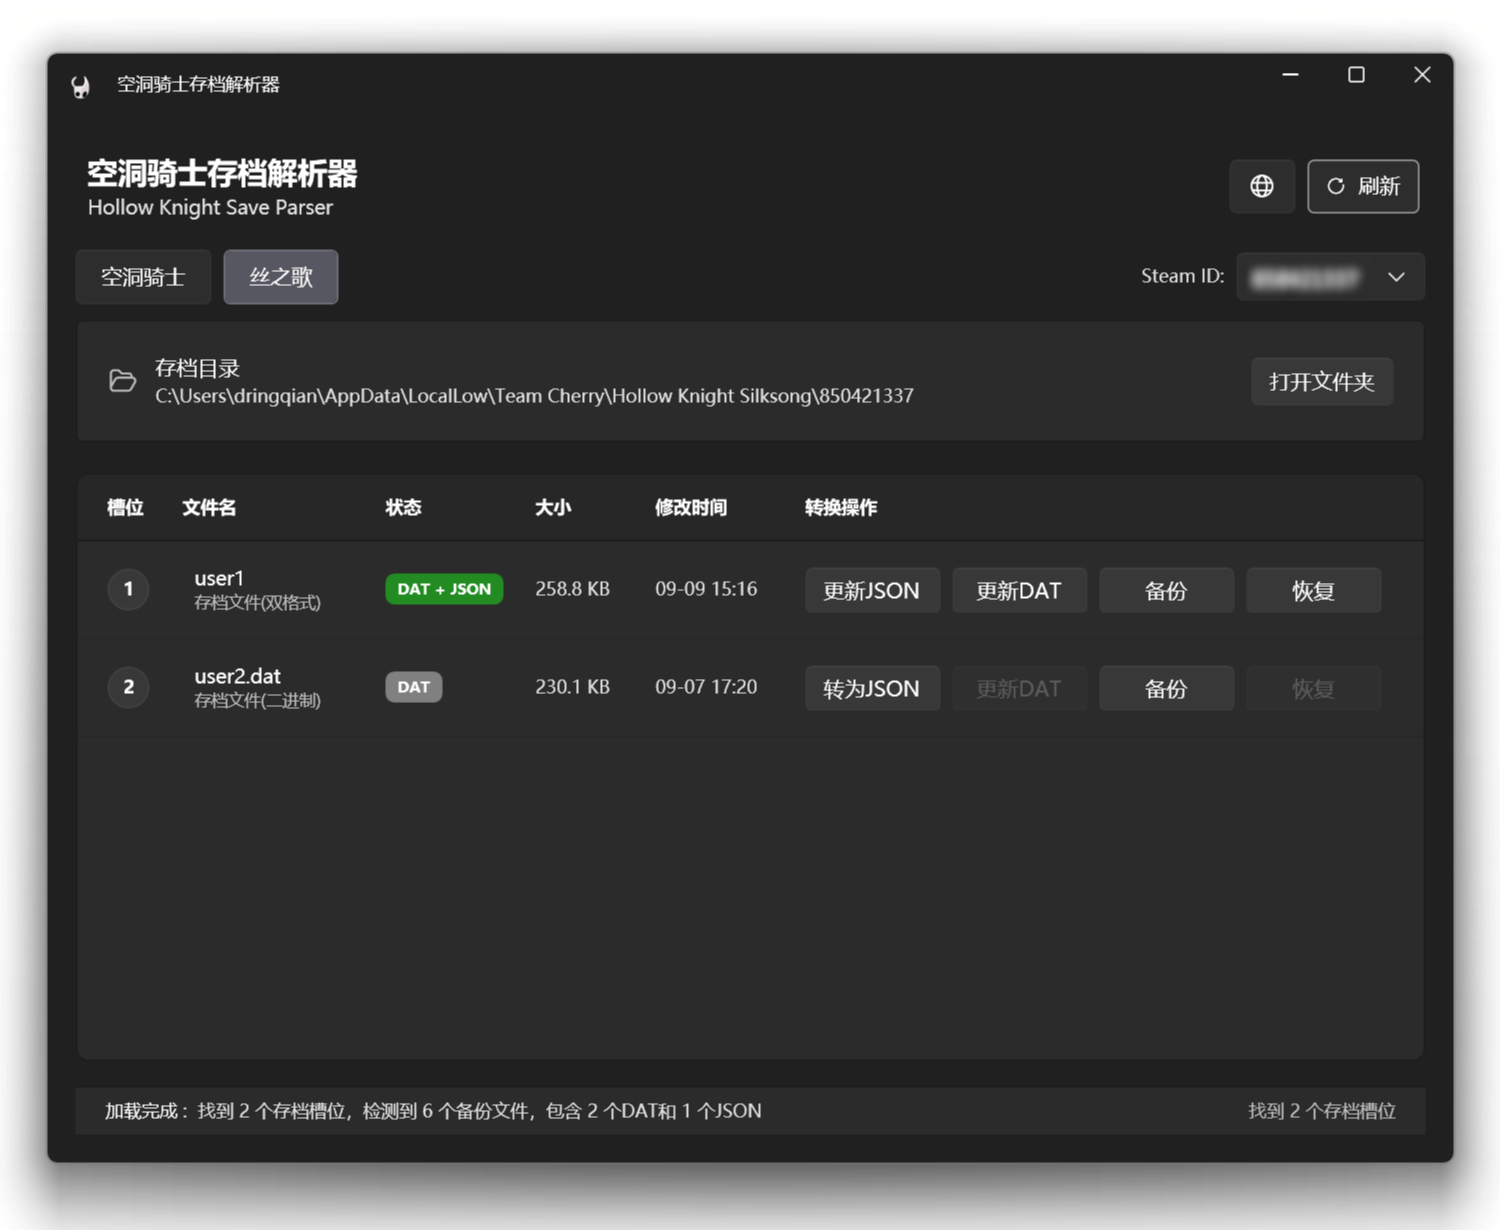 空洞骑士存档解析器
空洞骑士存档解析器
Hollow Knight Save Parser
刷新
空洞骑士 丝之歌
Steam ID:
存档目录
C:\Users\dringqian\AppData\LocalLow\Team Cherry\Hollow Knight Silksong\850421337
打开文件夹
槽位 文件名 状态 大小 修改时间 转换操作
1 user1 DAT + JSON 258.8 KB 09-09 15:16 更新JSON 更新DAT 备份 恢复
存档文件(双格式)
2 user2.dat DAT 230.1 KB 09-07 17:20 转为JSON 更新DAT 备份 恢复
存档文件(二进制)
加载完成：找到 2 个存档槽位，检测到 6 个备份文件，包含 2 个DAT和 1 个JSON
找到 2 个存档槽位